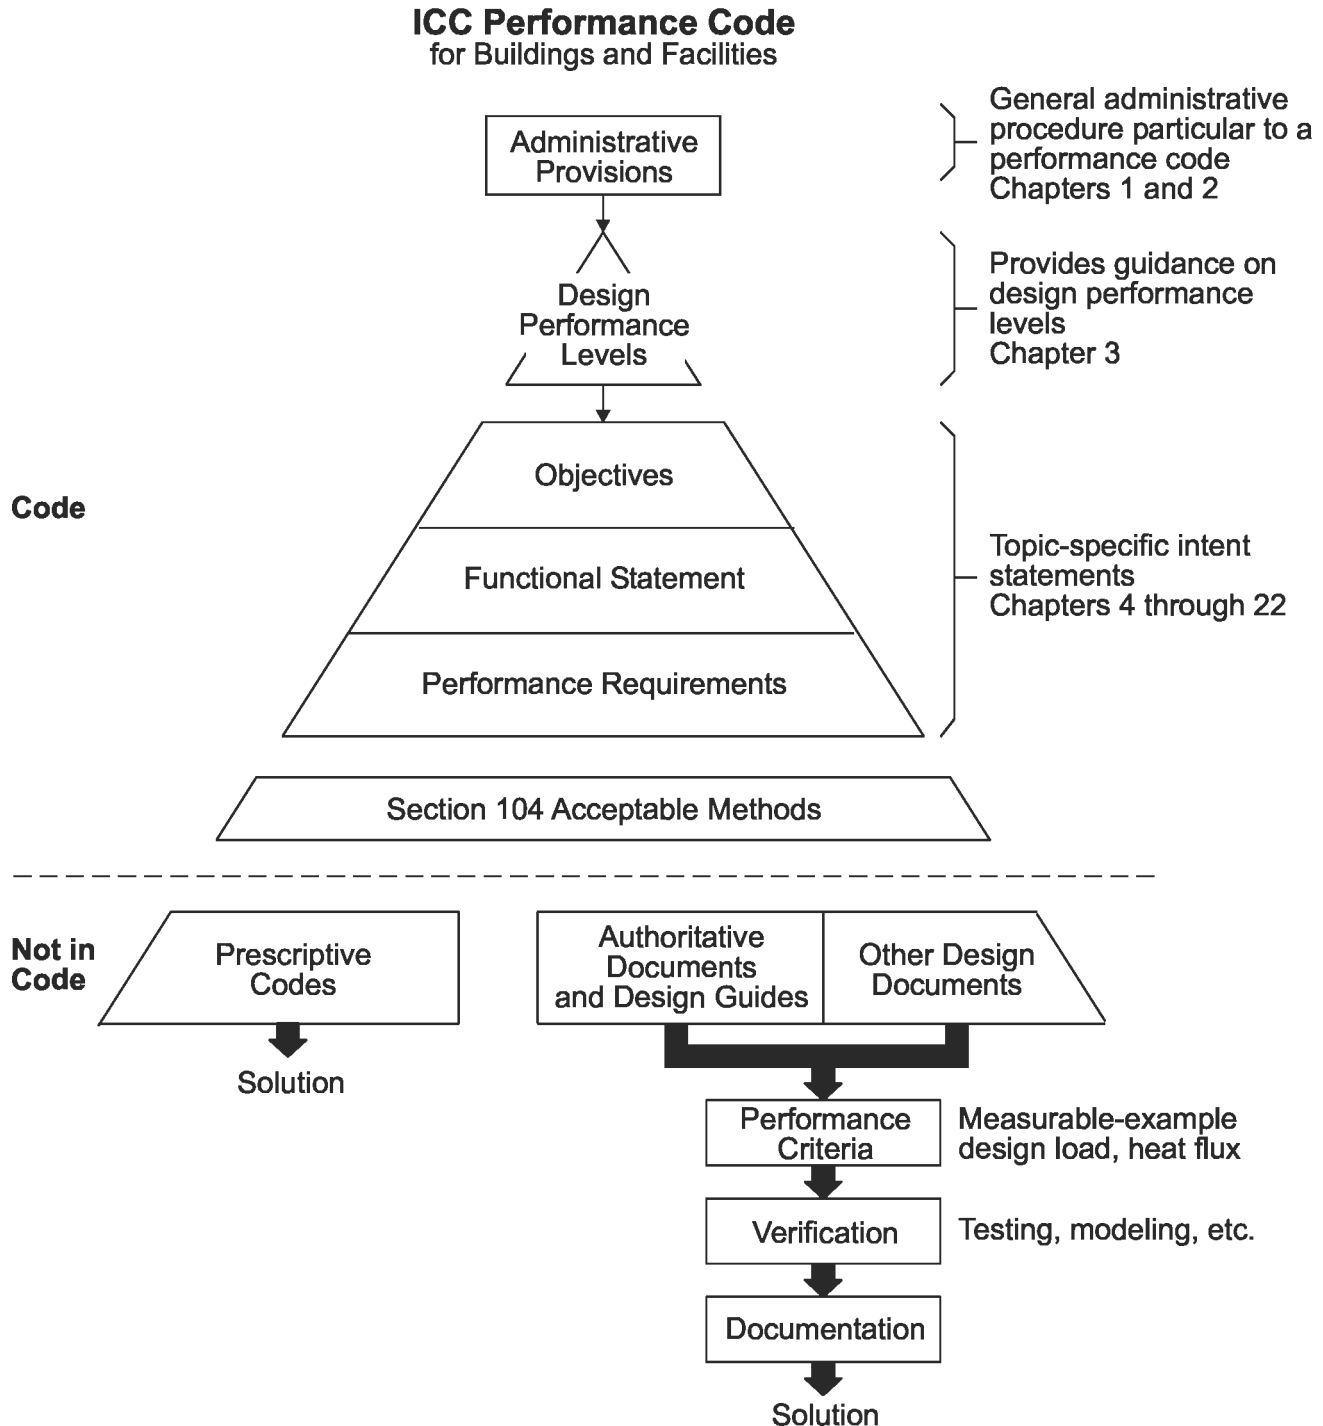 ICC Performance Code
for Buildings and Facilities
Administrative
Provisions
General administrative
procedure particular to a
performance code
Chapters 1 and 2
Design
Performance
Levels
Provides guidance on
design performance
levels
Chapter 3
Code
Objectives
Functional Statement
Performance Requirements
Topic-specific intent
statements
Chapters 4 through 22
Section 104 Acceptable Methods
Not in
Code
Prescriptive
Codes
Solution
Authoritative
Documents
and Design Guides
Other Design
Documents
Performance
Criteria
Measurable-example
design load, heat flux
Verification
Testing, modeling, etc.
Documentation
Solution